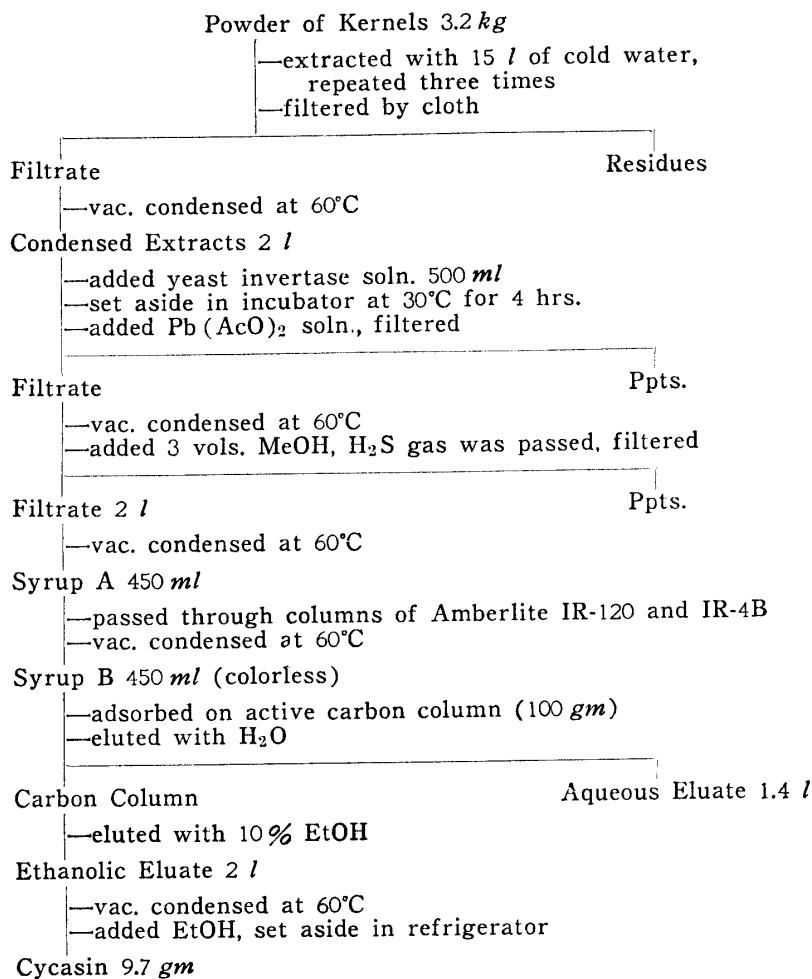 Powder of Kernels 3.2 kg
—extracted with 15 l of cold water,
repeated three times
—filtered by cloth
Filtrate Residues
—vac. condensed at 60°C
Condensed Extracts 2 l
—added yeast invertase soln. 500 ml
—set aside in incubator at 30°C for 4 hrs.
—added Pb(AcO)₂ soln., filtered
Filtrate Ppts.
—vac. condensed at 60°C
—added 3 vols. MeOH, H₂S gas was passed, filtered
Filtrate 2 l Ppts.
—vac. condensed at 60°C
Syrup A 450 ml
—passed through columns of Amberlite IR-120 and IR-4B
—vac. condensed at 60°C
Syrup B 450 ml (colorless)
—adsorbed on active carbon column (100 gm)
—eluted with H₂O
Carbon Column Aqueous Eluate 1.4 l
—eluted with 10% EtOH
Ethanolic Eluate 2 l
—vac. condensed at 60°C
—added EtOH, set aside in refrigerator
Cycasin 9.7 gm